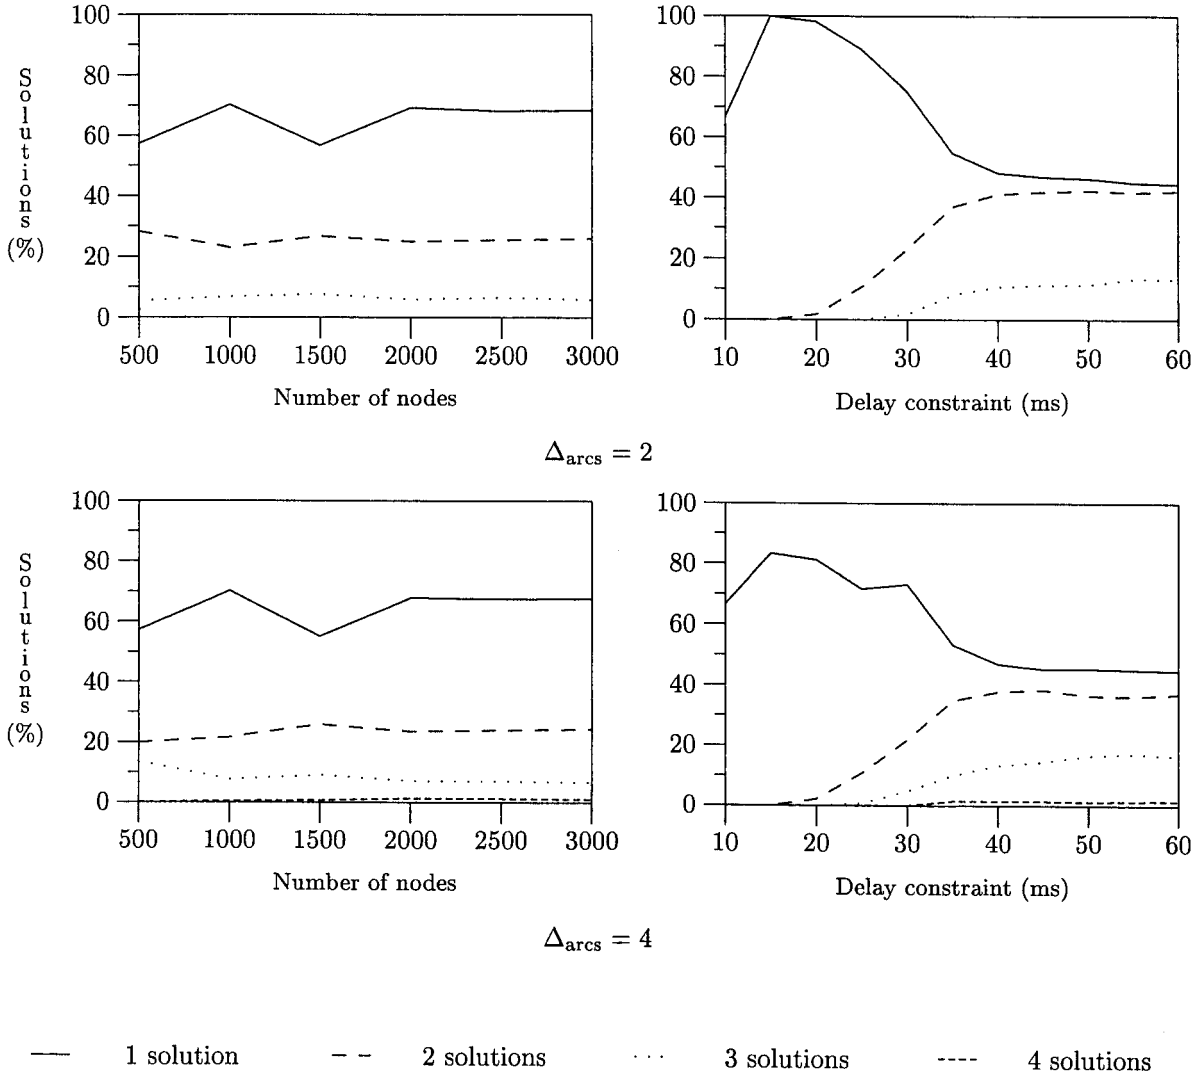 100
80
60
40
20
0
Solutions
(%)
500 1000 1500 2000 2500 3000
Number of nodes
100
80
60
40
20
0
10 20 30 40 50 60
Delay constraint (ms)
Δarcs = 2
100
80
60
40
20
0
Solutions
(%)
500 1000 1500 2000 2500 3000
Number of nodes
100
80
60
40
20
0
10 20 30 40 50 60
Delay constraint (ms)
Δarcs = 4
1 solution 2 solutions 3 solutions 4 solutions